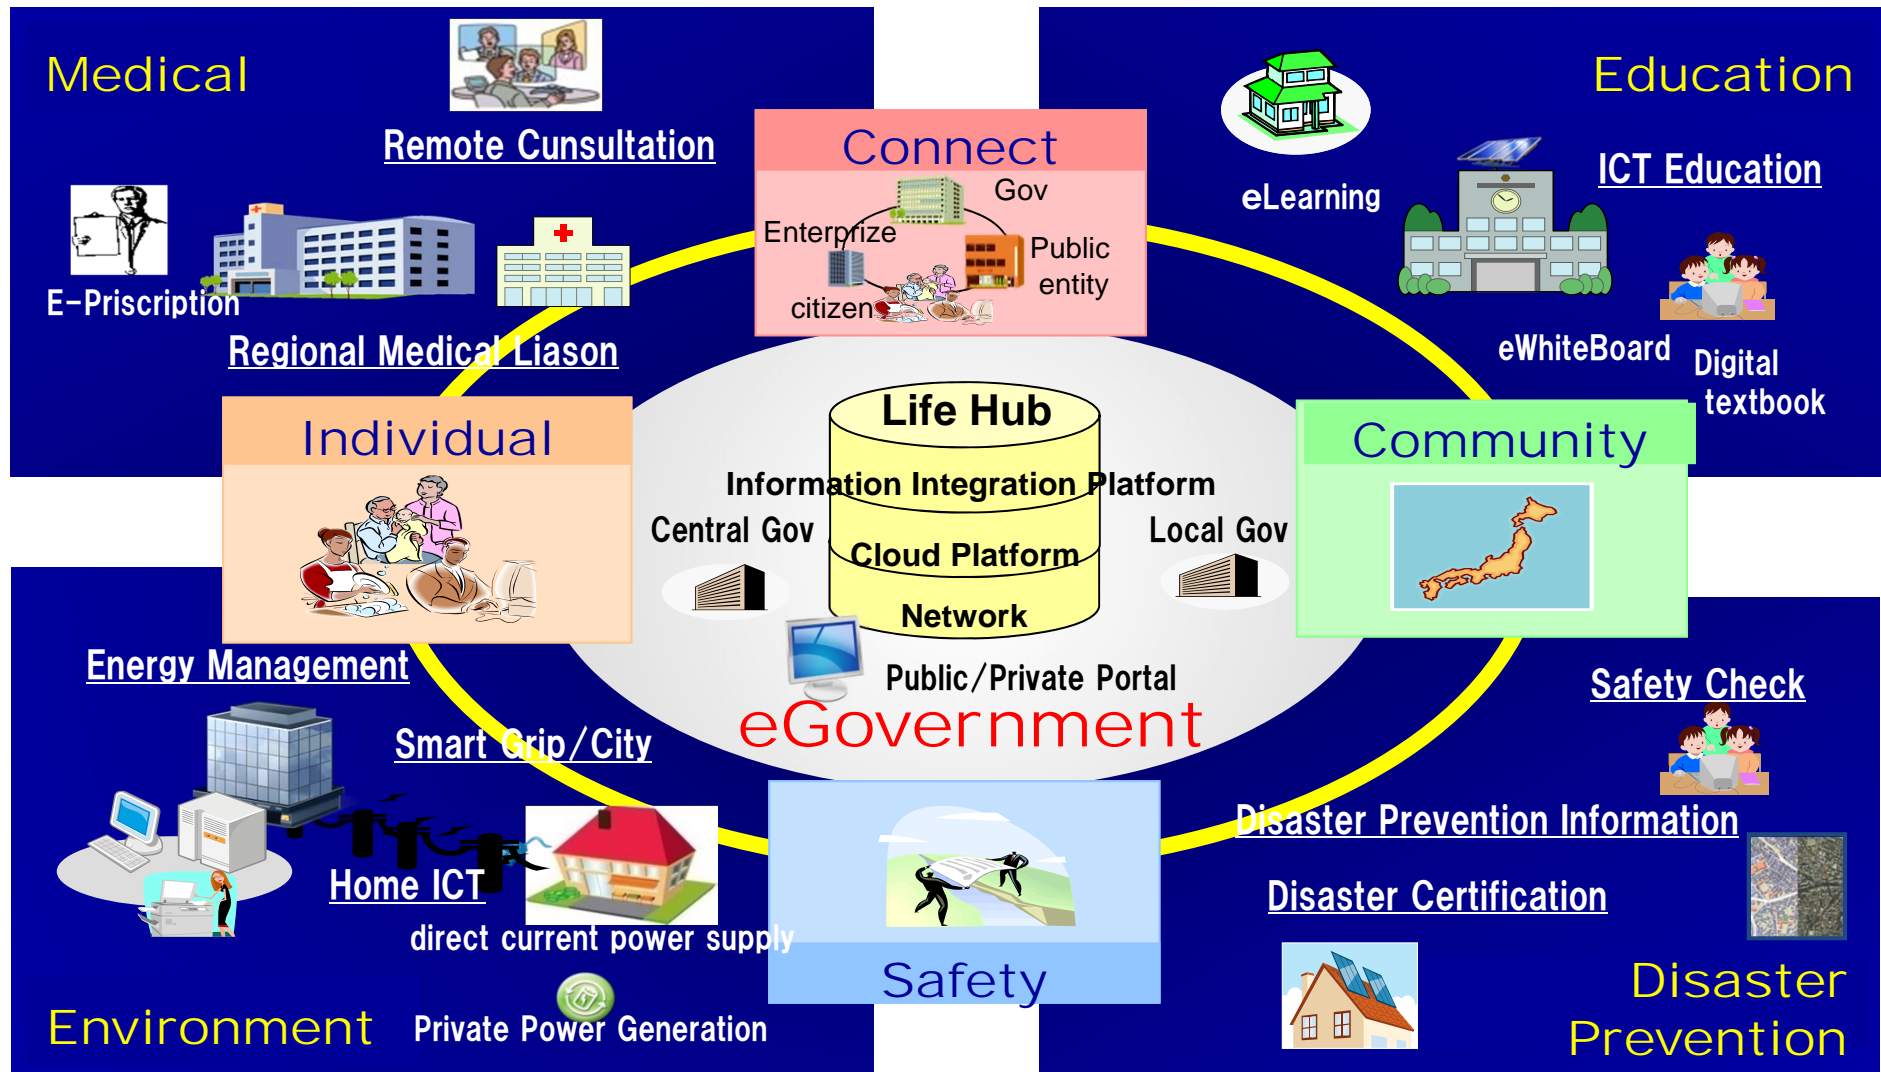 Medical
Remote Cunsultation
E-Priscription
Regional Medical Liason
Connect
Gov
Enterprize
Public
entity
citizen
Education
eLearning
ICT Education
eWhiteBoard
Digital
textbook
Individual
Life Hub
Information Integration Platform
Cloud Platform
Network
Central Gov
Local Gov
Public/Private Portal
eGovernment
Community
Energy Management
Smart Grip/City
Home ICT
direct current power supply
Private Power Generation
Environment
Safety
Safety Check
Disaster Prevention Information
Disaster Certification
Disaster
Prevention